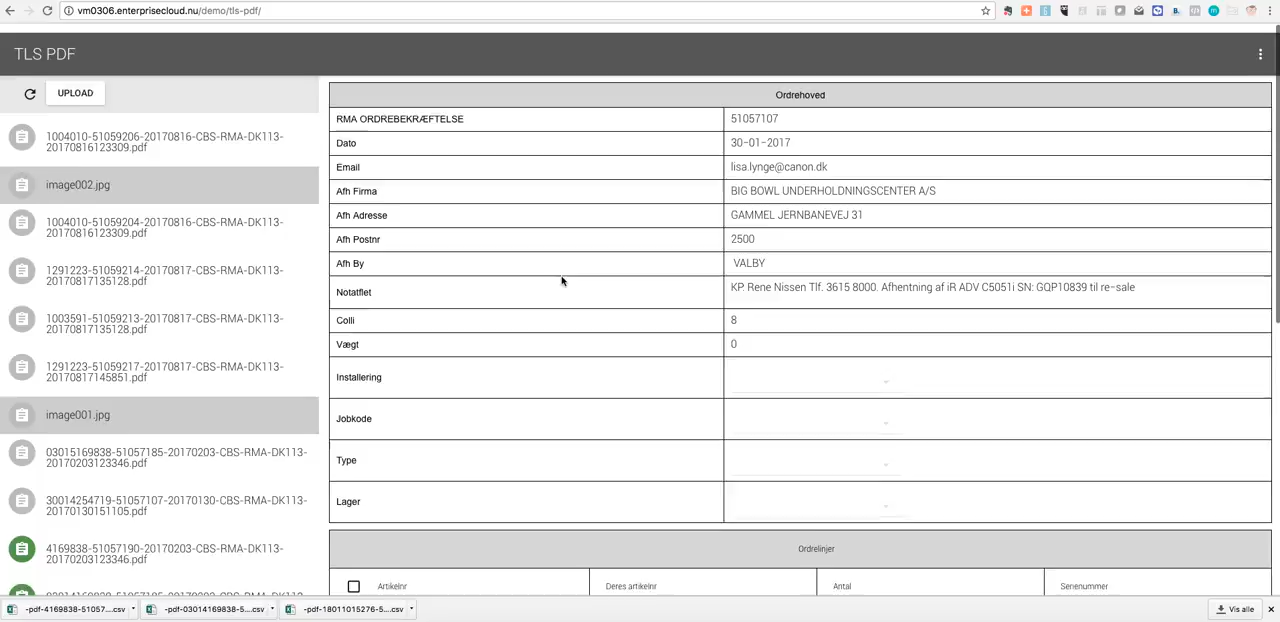 vm0306.enterprisecloud.nu/demo/tls-pdf/
TLS PDF
UPLOAD
1004010-51059206-20170816-CBS-RMA-DK113-
20170816123309.pdf
image002.jpg
1004010-51059204-20170816-CBS-RMA-DK113-
20170816123309.pdf
1291223-51059214-20170817-CBS-RMA-DK113-
20170817135128.pdf
1003591-51059213-20170817-CBS-RMA-DK113-
20170817135128.pdf
1291223-51059217-20170817-CBS-RMA-DK113-
20170817145851.pdf
image001.jpg
03015169838-51057185-20170203-CBS-RMA-DK113-
20170203123346.pdf
30014254719-51057107-20170130-CBS-RMA-DK113-
20170130151105.pdf
4169838-51057190-20170203-CBS-RMA-DK113-
20170203123346.pdf
Ordrehoved
RMA ORDREBEKRÆFTELSE 51057107
Dato 30-01-2017
Email lisa.lynge@canon.dk
Afh Firma BIG BOWL UNDERHOLDNINGSCENTER A/S
Afh Adresse GAMMEL JERNBANEVEJ 31
Afh Postnr 2500
Afh By VALBY
Notatflet KP. Rene Nissen Tlf. 3615 8000. Afhentning af iR ADV C5051i SN: GQP10839 til re-sale
Colli 8
Vægt 0
Installering
Jobkode
Type
Lager
Ordrelinjer
Artikelnr Deres artikelnr Antal Serienummer
-pdf-4169838-51057....csv -pdf-03014169838-5....csv -pdf-18011015276-5....csv Vis alle